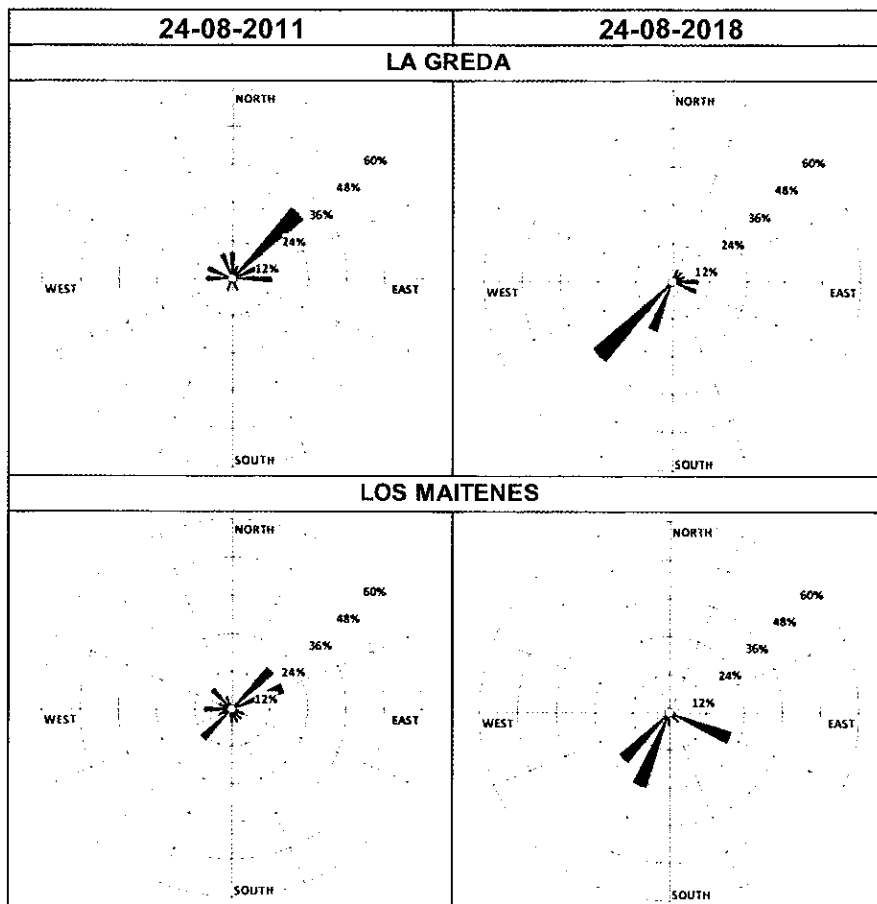 24-08-2011 24-08-2018
LA GREDA
NORTH NORTH
60% 60%
48% 48%
36% 36%
24% 24%
12% 12%
WEST EAST WEST EAST
SOUTH SOUTH
LOS MAITENES
NORTH NORTH
60% 60%
48% 48%
36% 36%
24% 24%
12% 12%
WEST EAST WEST EAST
SOUTH SOUTH